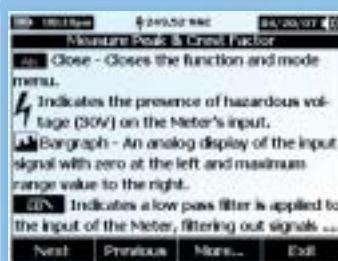 Measure Peak & Crest Factor
Close - Closes the function and mode
menu.
Indicates the presence of hazardous vol-
tage (30V) on the Meter's input.
Bargraph - An analog display of the input
signal with zero at the left and maximum
range value to the right.
Indicates a low pass filter is applied to
the input of the Meter, filtering out signals ...
Next Previous More... Exit